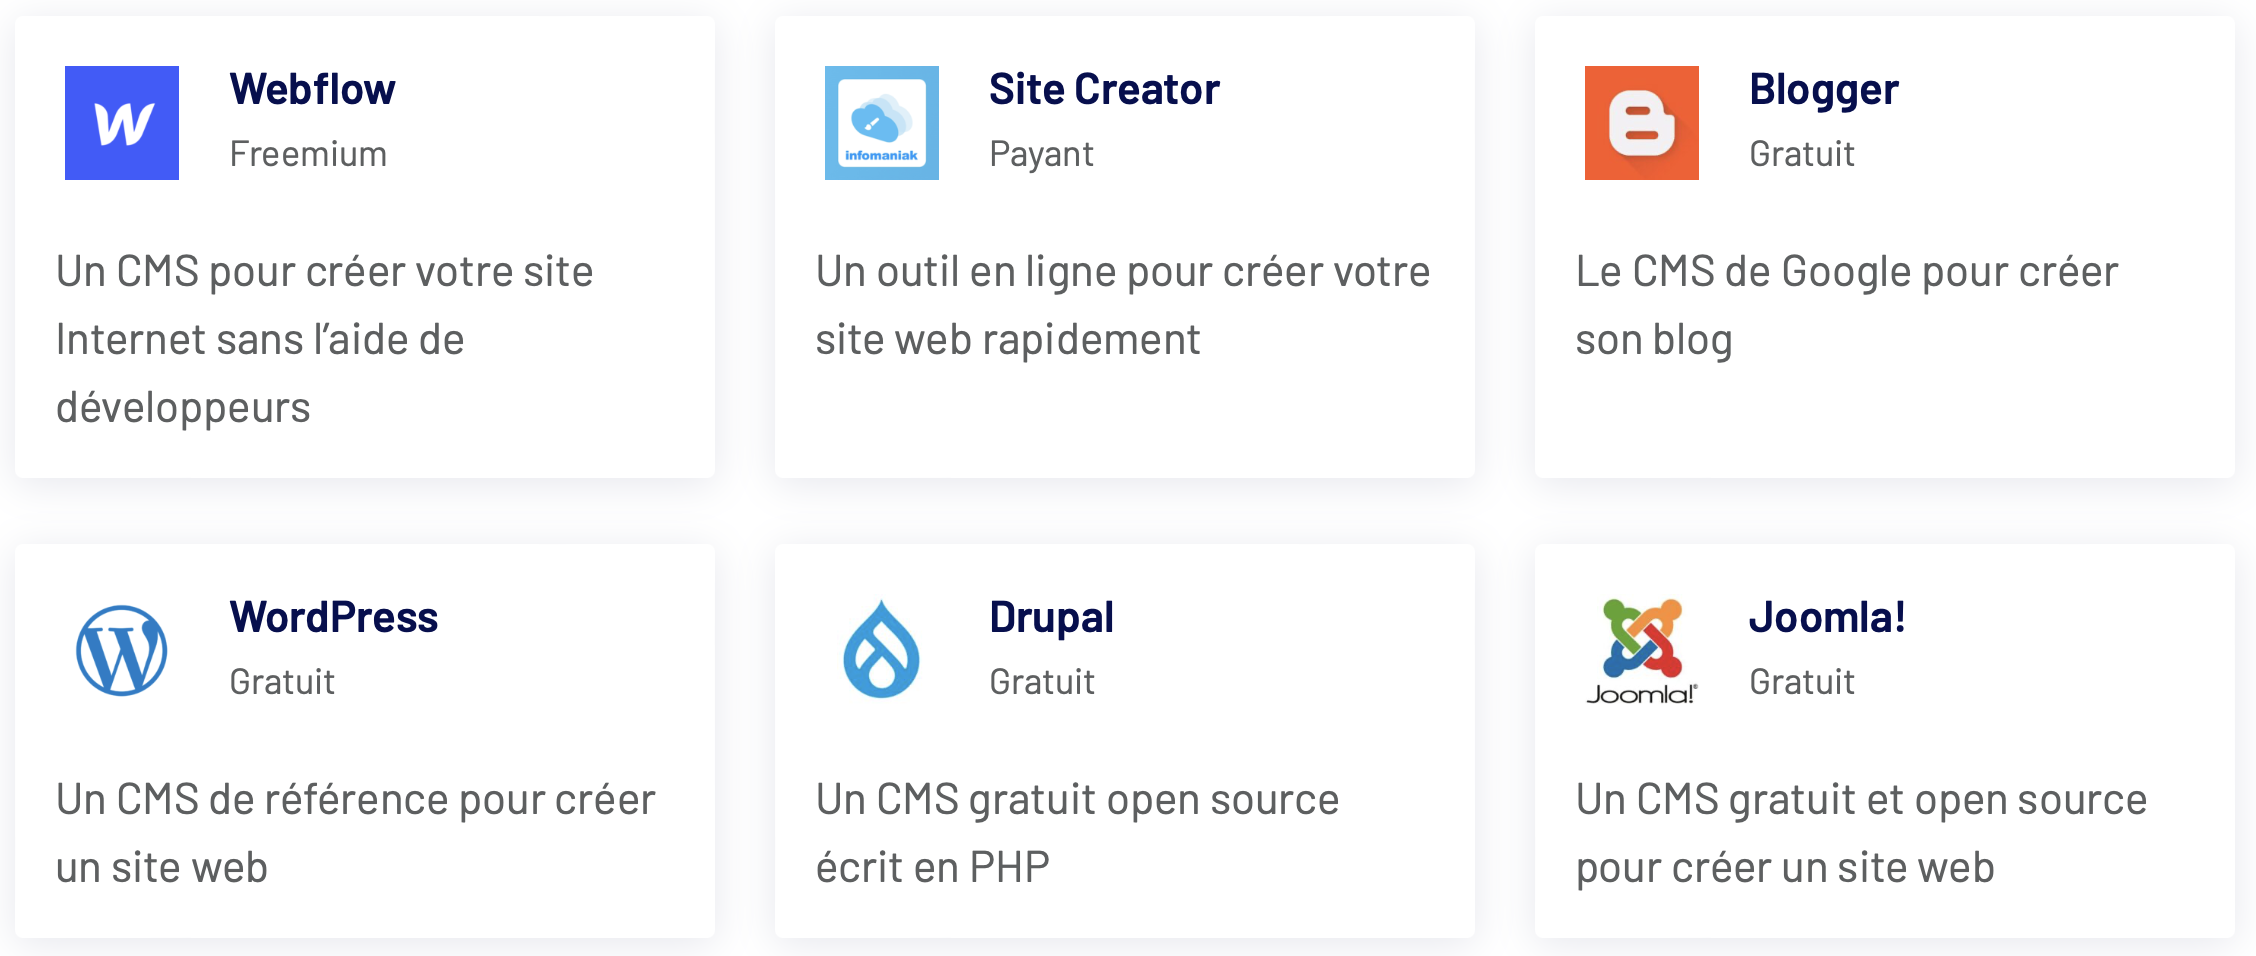 Webflow
Freemium
Un CMS pour créer votre site
Internet sans l’aide de
développeurs
infomaniak
Site Creator
Payant
Un outil en ligne pour créer votre
site web rapidement
Blogger
Gratuit
Le CMS de Google pour créer
son blog
WordPress
Gratuit
Un CMS de référence pour créer
un site web
Drupal
Gratuit
Un CMS gratuit open source
écrit en PHP
Joomla!®
Joomla!
Gratuit
Un CMS gratuit et open source
pour créer un site web